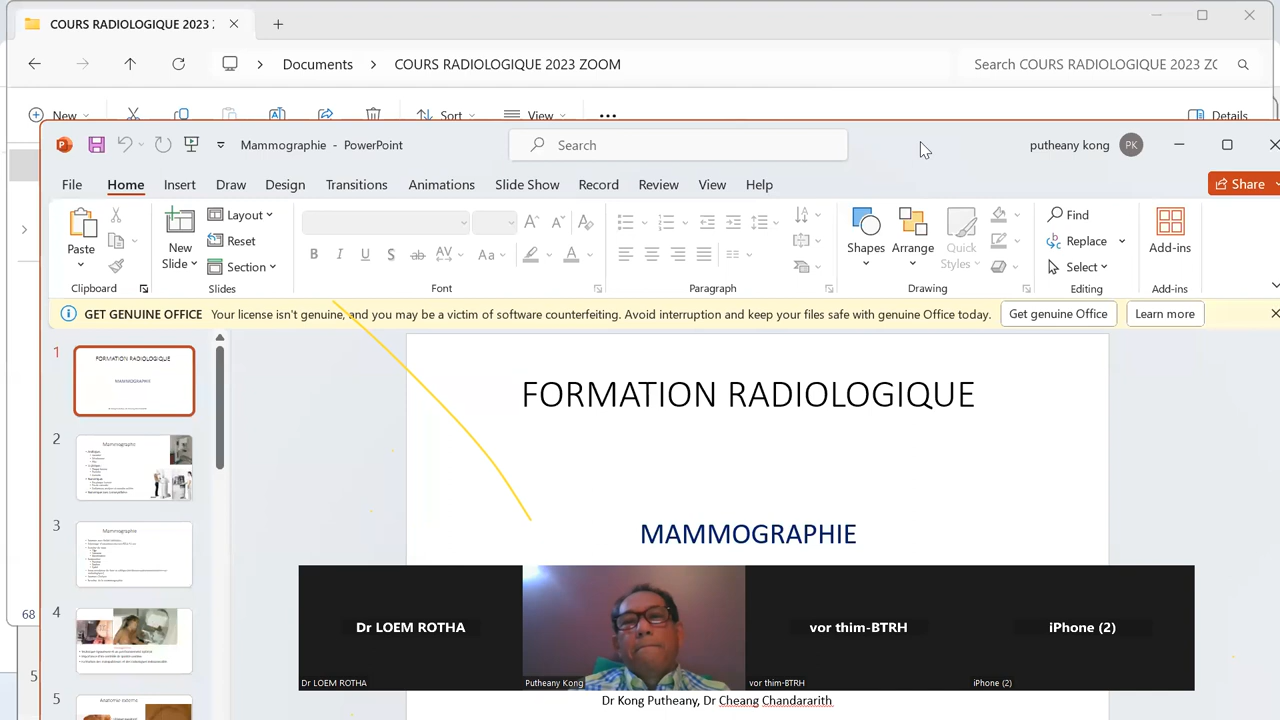 COURS RADIOLOGIQUE 2023 Z
Documents > COURS RADIOLOGIQUE 2023 ZOOM
Search COURS RADIOLOGIQUE 2023 ZC
New Sort View Details
Mammographie - PowerPoint
Search
putheany kong PK
File Home Insert Draw Design Transitions Animations Slide Show Record Review View Help
Share
Paste
New Slide
Layout
Reset
Section
Shapes
Arrange
Quick Styles
Find
Replace
Select
Add-ins
Clipboard Slides Font Paragraph Drawing Editing Add-ins
GET GENUINE OFFICE Your license isn't genuine, and you may be a victim of software counterfeiting. Avoid interruption and keep your files safe with genuine Office today. Get genuine Office Learn more
1
FORMATION RADIOLOGIQUE
MAMMOGRAPHIE
2
Mammographe
3
Mammographie
4
5
Anatomie externe
68
5
FORMATION RADIOLOGIQUE
MAMMOGRAPHIE
Dr LOEM ROTHA
vor thim-BTRH
iPhone (2)
Dr LOEM ROTHA
Putheany Kong
vor thim-BTRH
iPhone (2)
Dr Kong Putheany, Dr Cheang Chandarith